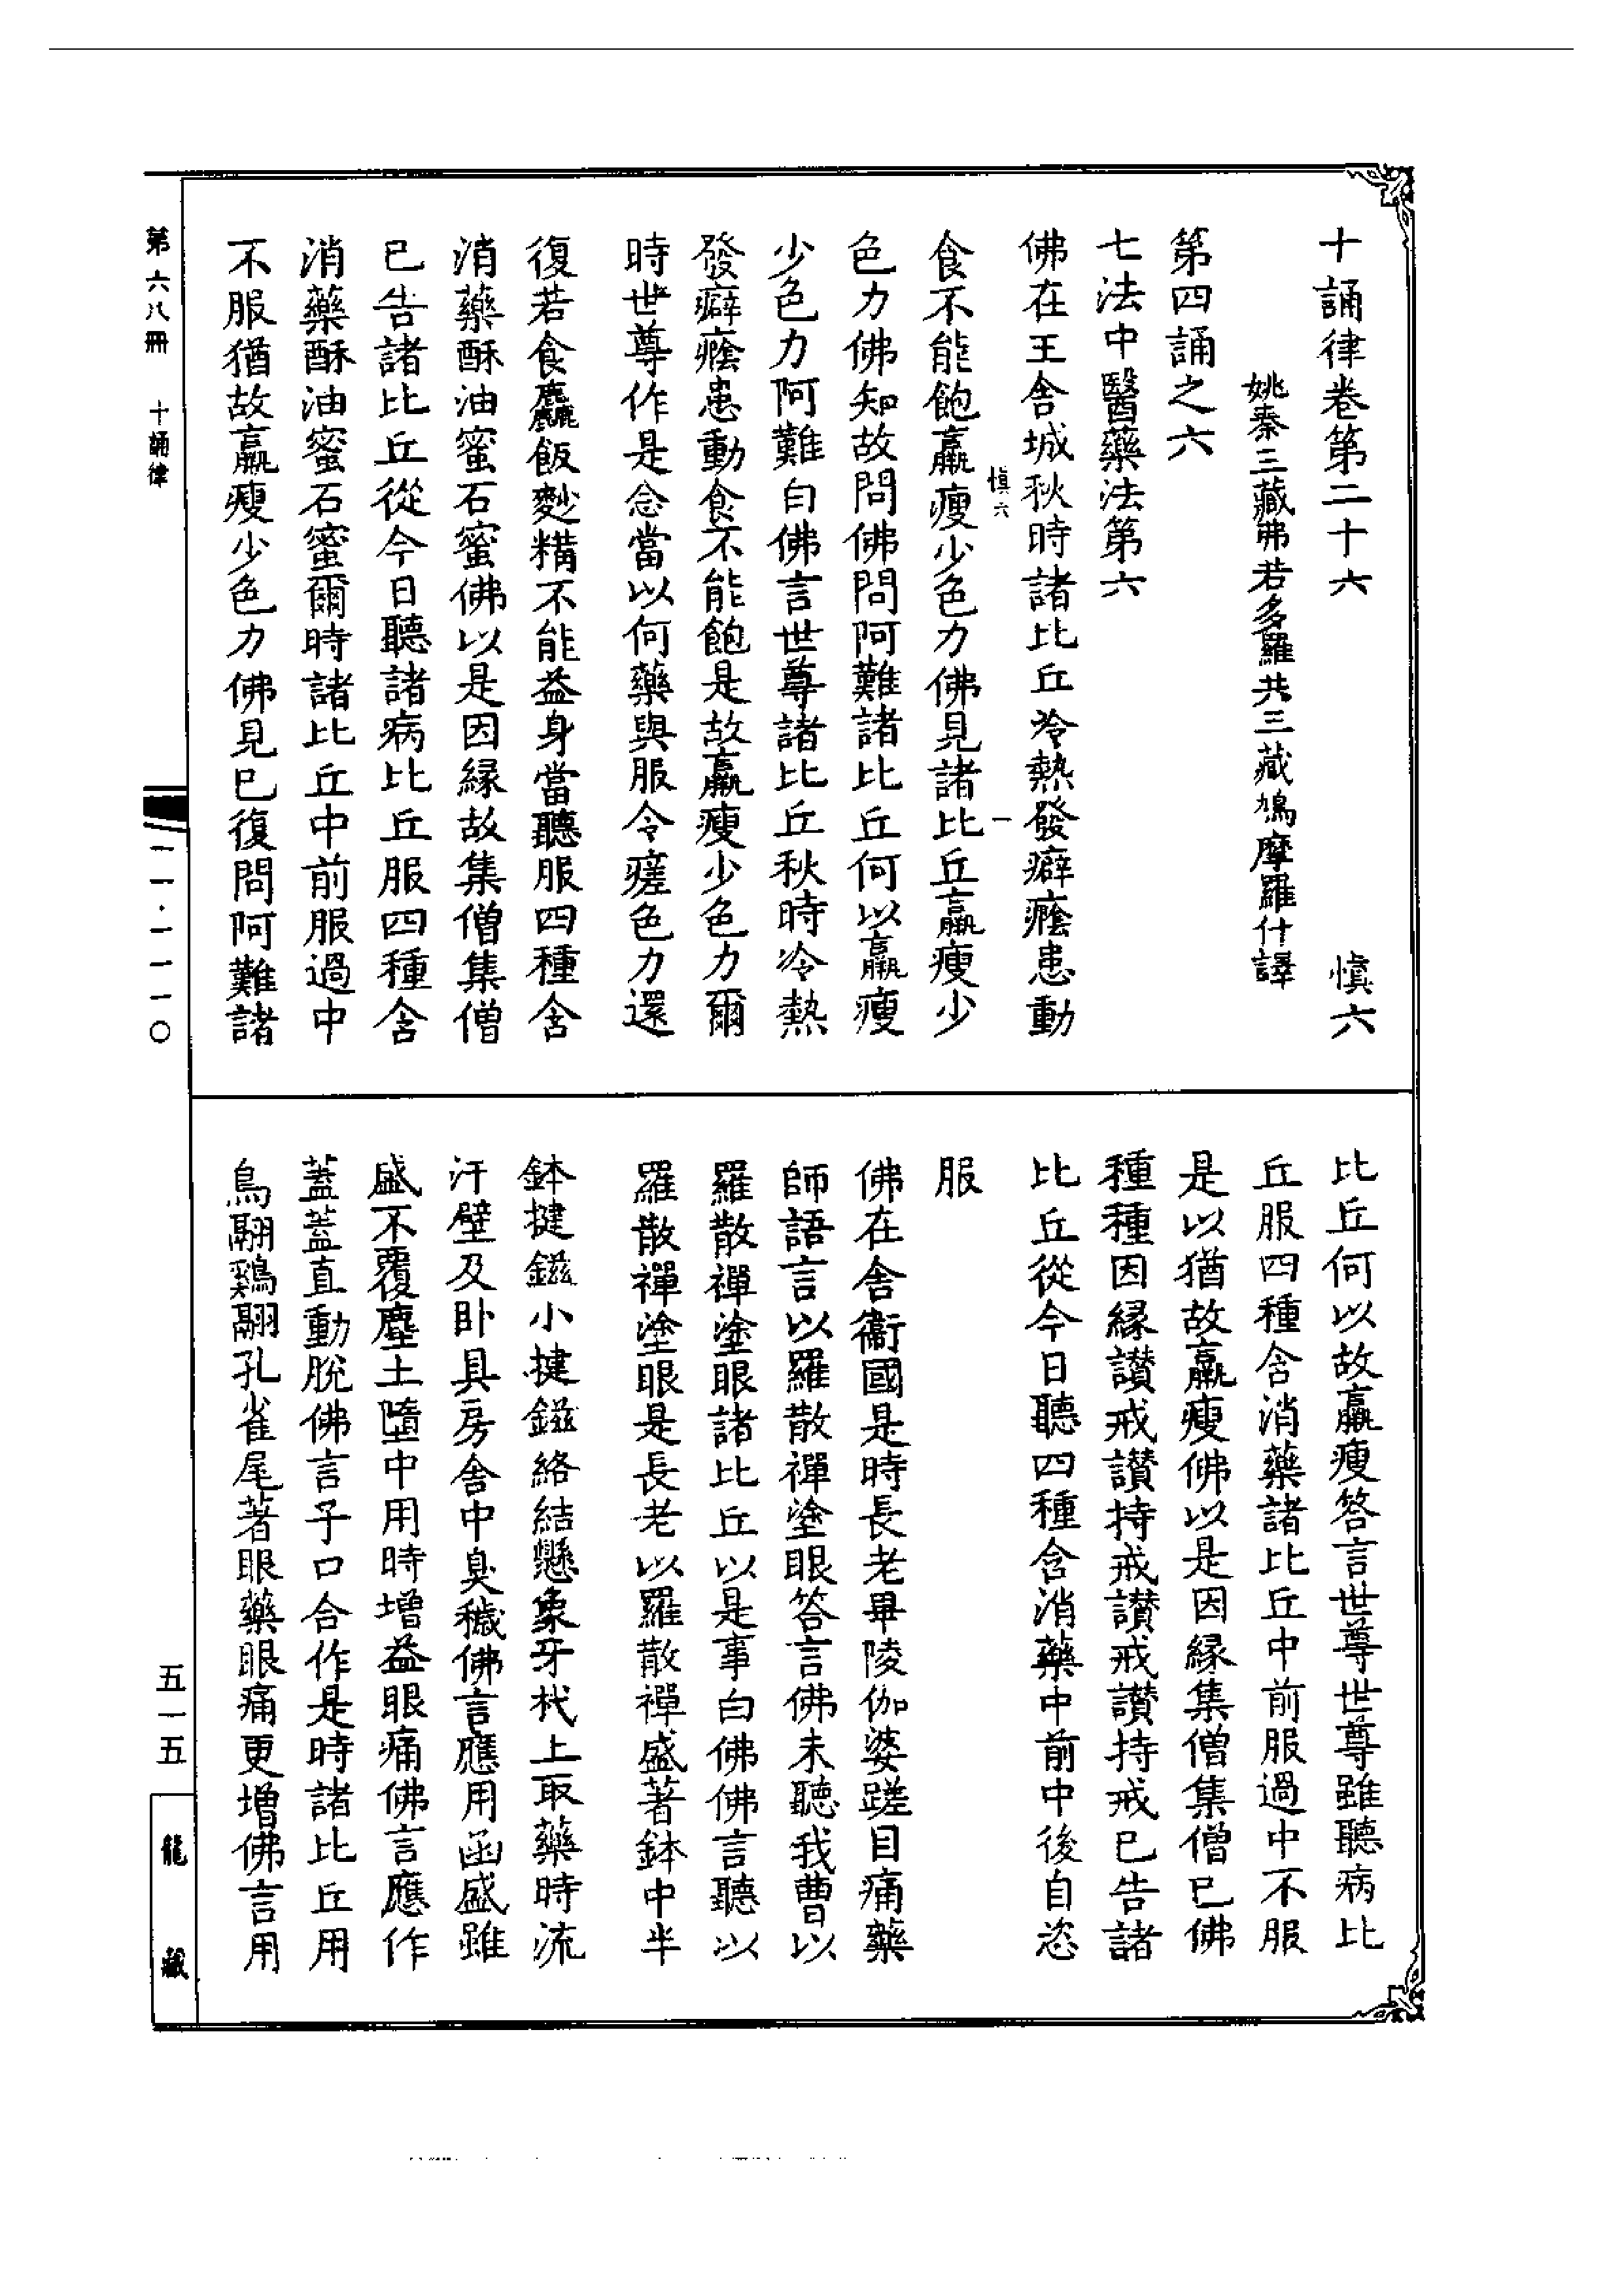 十誦律卷第二十六　慎六
姚秦三藏弗若多羅共三藏鳩摩羅什譯
第四誦之六
七法中醫藥法第六
佛在王舍城秋時諸比丘冷熱發癖癊患動
慎六　一
食不能飽羸瘦少色力佛見諸比丘羸瘦少
色力佛知故問佛問阿難諸比丘何以羸瘦
少色力阿難白佛言世尊諸比丘秋時冷熱
發癖癊患動食不能飽是故羸瘦少色力爾
時世尊作是念當以何藥與服令瘥色力還
復若食麤飯麨糒不能益身當聽服四種含
消藥酥油蜜石蜜佛以是因緣故集僧集僧
已告諸比丘從今日聽諸病比丘服四種含
消藥酥油蜜石蜜爾時諸比丘中前服過中
不服猶故羸瘦少色力佛見已復問阿難諸
比丘何以故羸瘦答言世尊世尊雖聽病比
丘服四種含消藥諸比丘中前服過中不服
是以猶故羸瘦佛以是因緣集僧集僧已佛
種種因緣讃戒讃持戒讃戒讃持戒已告諸
比丘從今日聽四種含消藥中前中後自恣
服
佛在舍衞國是時長老畢陵伽婆蹉目痛藥
師語言以羅散禪塗眼答言佛未聽我曹以
羅散禪塗眼諸比丘以是事白佛佛言聽以
羅散禪塗眼是長老以羅散禪盛著鉢中半
鉢揵鎡小揵鎡絡結懸象牙杙上取藥時流
汗壁及卧具房舍中臭穢佛言應用函盛雖
盛不覆塵土墮中用時增益眼痛佛言應作
蓋蓋直動脫佛言子口合作是時諸比丘用
鳥翮鷄翮孔雀尾著眼藥眼痛更增佛言用
第六八冊　十誦律
一一·一一一〇
五一五
龍藏